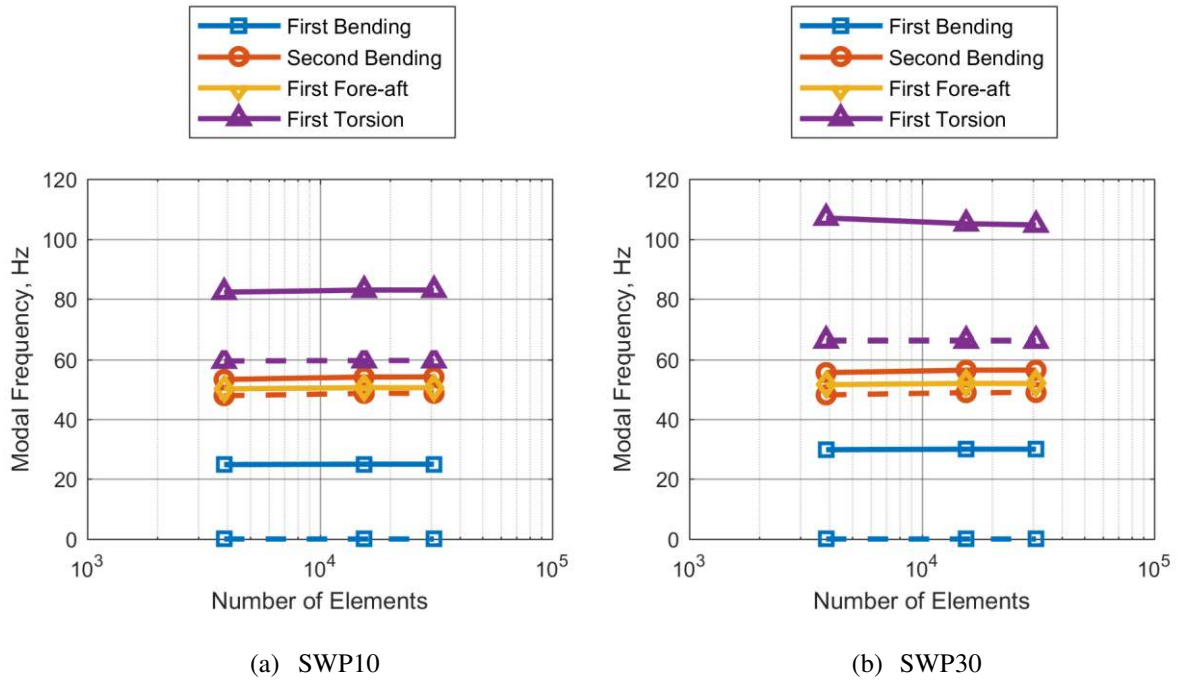 First Bending
Second Bending
First Fore-aft
First Torsion
120
100
80
60
40
20
0
Modal Frequency, Hz
10³
10⁴
10⁵
Number of Elements
(a) SWP10
First Bending
Second Bending
First Fore-aft
First Torsion
120
100
80
60
40
20
0
Modal Frequency, Hz
10³
10⁴
10⁵
Number of Elements
(b) SWP30